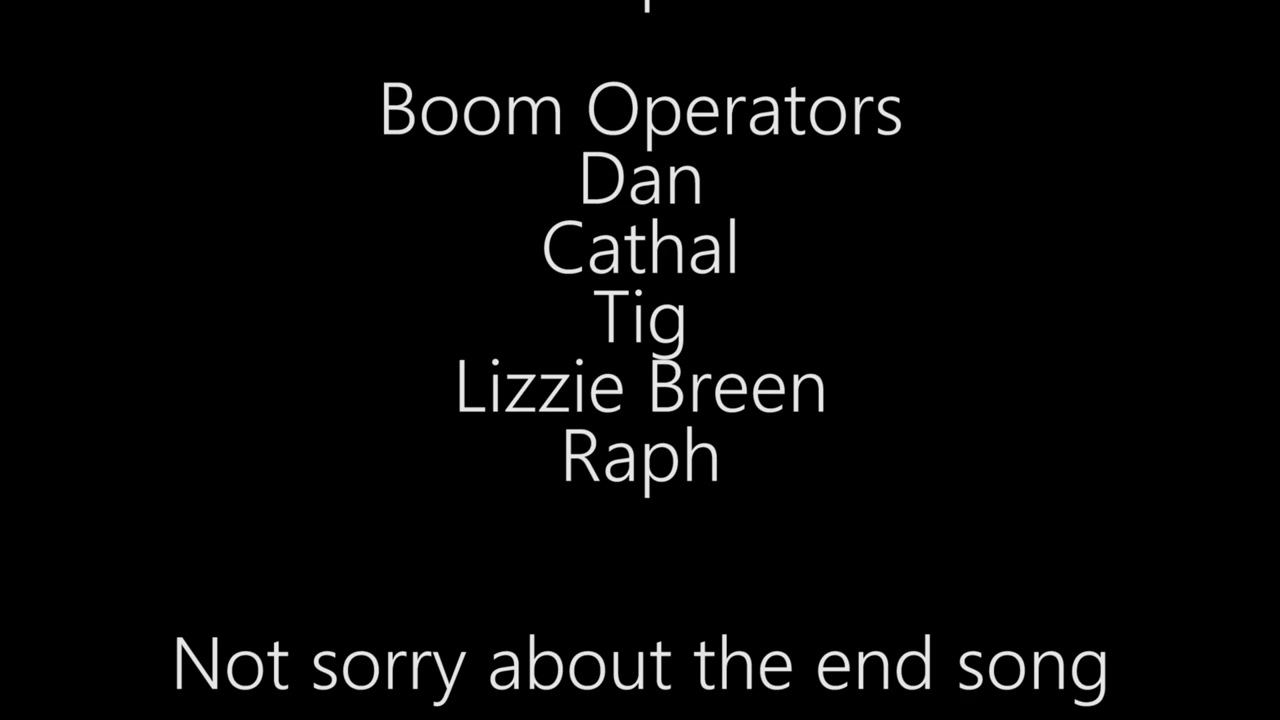 Boom Operators
Dan
Cathal
Tig
Lizzie Breen
Raph
Not sorry about the end song